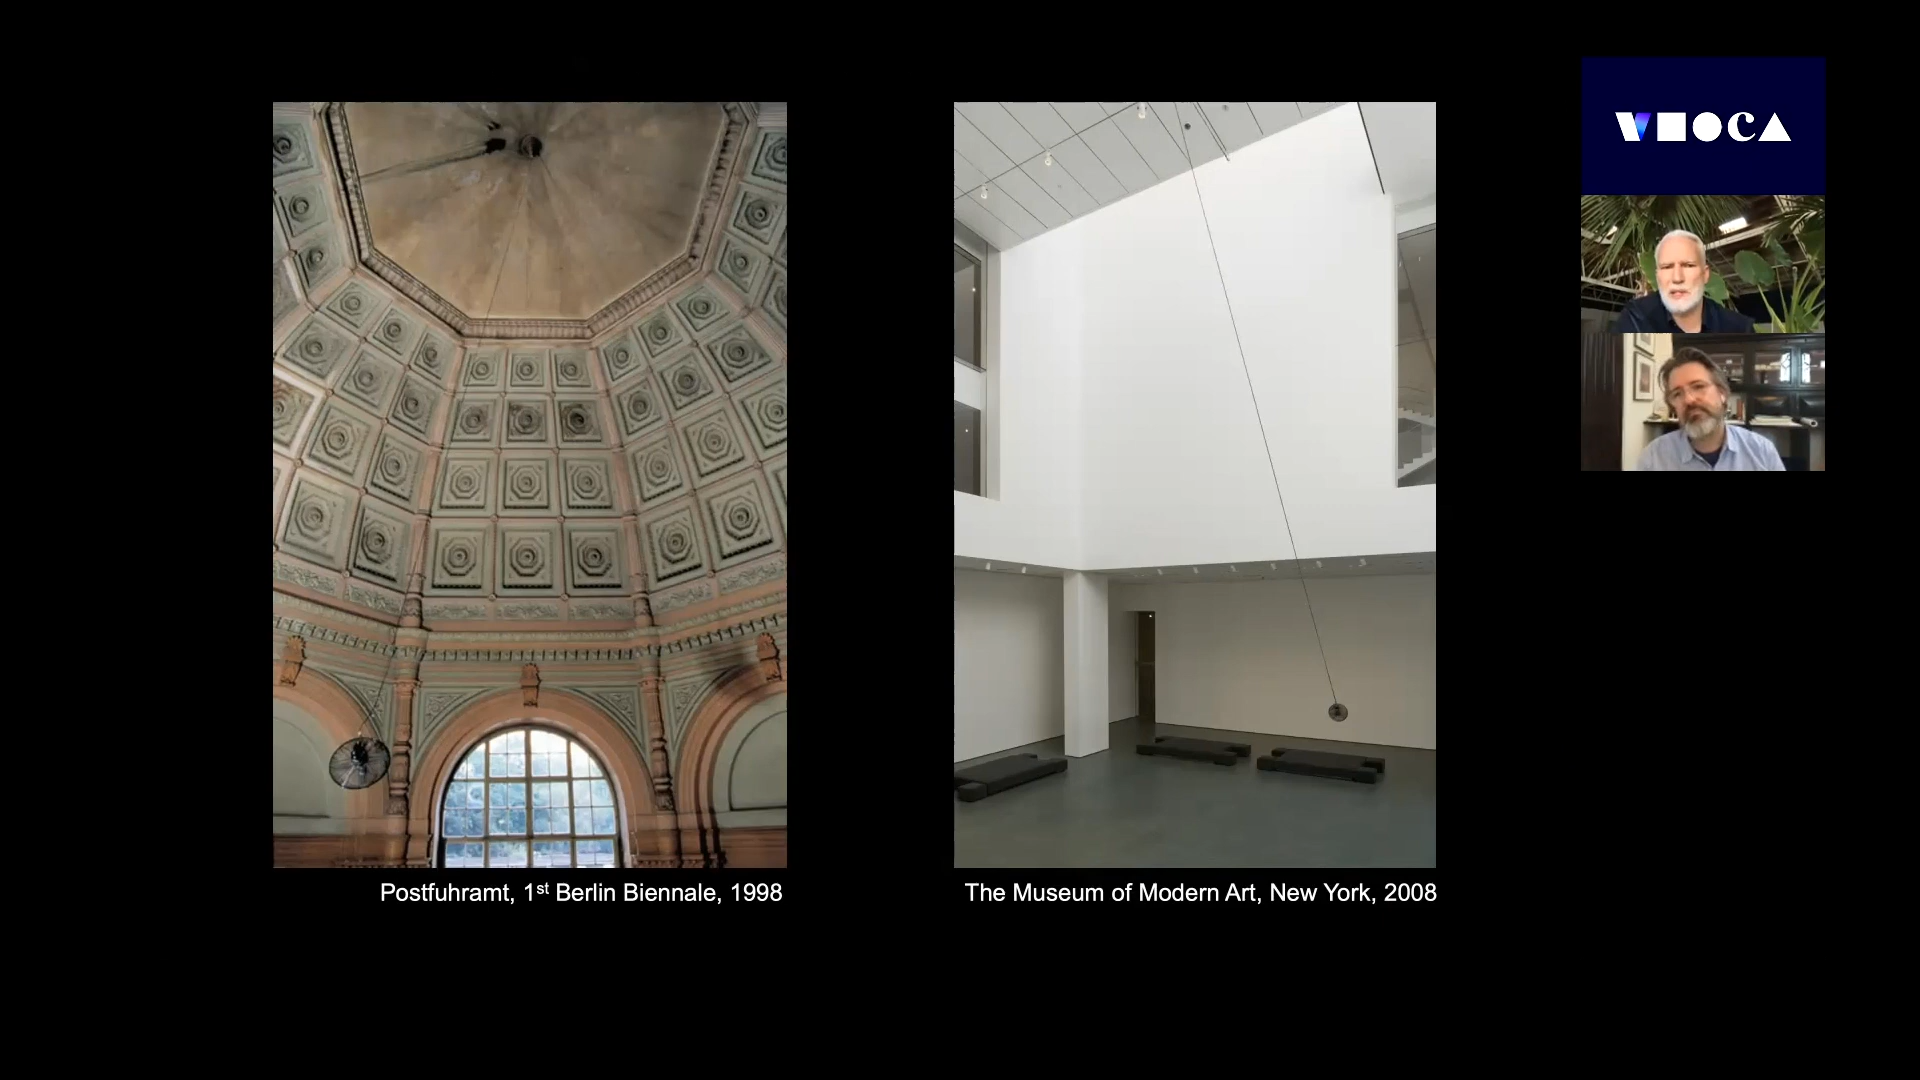 VMOCA
Postfuhramt, 1st Berlin Biennale, 1998
The Museum of Modern Art, New York, 2008